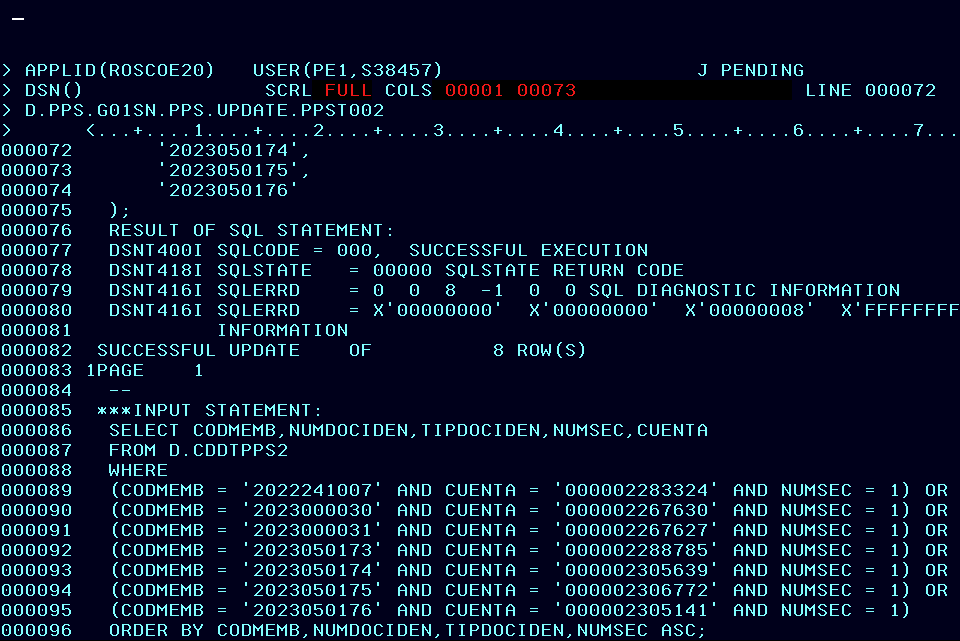 > APPLID(ROSCOE20)   USER(PE1,S38457)                     J PENDING
> DSN()               SCRL FULL COLS 00001 00073                   LINE 000072
> D.PPS.G01SN.PPS.UPDATE.PPST002
>      <...+....1....+....2....+....3....+....4....+....5....+....6....+....7...
000072       '2023050174',
000073       '2023050175',
000074       '2023050176'
000075   );
000076   RESULT OF SQL STATEMENT:
000077   DSNT400I SQLCODE = 000,  SUCCESSFUL EXECUTION
000078   DSNT418I SQLSTATE   = 00000 SQLSTATE RETURN CODE
000079   DSNT416I SQLERRD    = 0  0  8  -1  0  0 SQL DIAGNOSTIC INFORMATION
000080   DSNT416I SQLERRD    = X'00000000'  X'00000000'  X'00000008'  X'FFFFFFFF
000081            INFORMATION
000082  SUCCESSFUL UPDATE    OF          8 ROW(S)
000083 1PAGE    1
000084   --
000085  ***INPUT STATEMENT:
000086   SELECT CODMEMB,NUMDOCIDEN,TIPDOCIDEN,NUMSEC,CUENTA
000087   FROM D.CDDTPPS2
000088   WHERE
000089   (CODMEMB = '2022241007' AND CUENTA = '000002283324' AND NUMSEC = 1) OR
000090   (CODMEMB = '2023000030' AND CUENTA = '000002267630' AND NUMSEC = 1) OR
000091   (CODMEMB = '2023000031' AND CUENTA = '000002267627' AND NUMSEC = 1) OR
000092   (CODMEMB = '2023050173' AND CUENTA = '000002288785' AND NUMSEC = 1) OR
000093   (CODMEMB = '2023050174' AND CUENTA = '000002305639' AND NUMSEC = 1) OR
000094   (CODMEMB = '2023050175' AND CUENTA = '000002306772' AND NUMSEC = 1) OR
000095   (CODMEMB = '2023050176' AND CUENTA = '000002305141' AND NUMSEC = 1)
000096   ORDER BY CODMEMB,NUMDOCIDEN,TIPDOCIDEN,NUMSEC ASC;